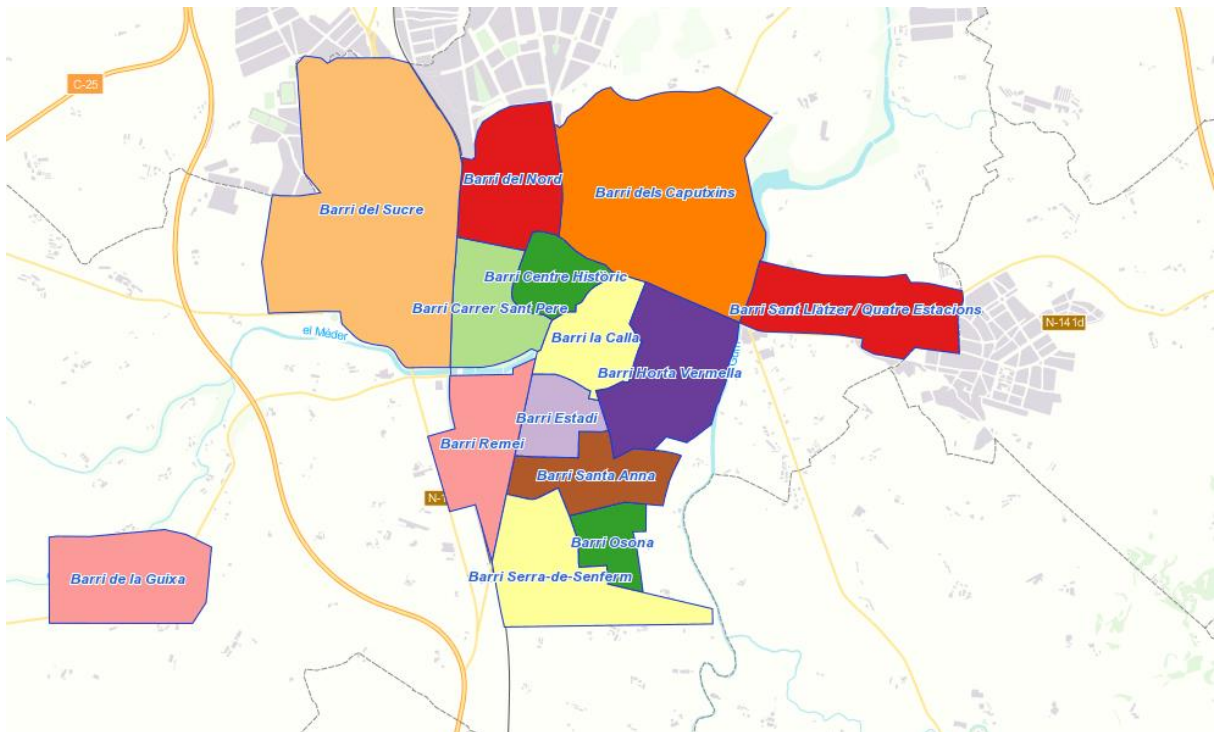 C-25
Barri del Nord
Barri dels Caputxins
Barri del Sucre
Barri Centre Històric
Barri Carrer Sant Pere
Barri Sant Llàtzer / Quatre Estacions
N-141d
el Mèder
Barri la Calla
Barri Horta Vermella
Barri Estadi
Barri Remei
Barri Santa Anna
Barri Osona
Barri de la Guixa
Barri Serra-de-Senferm